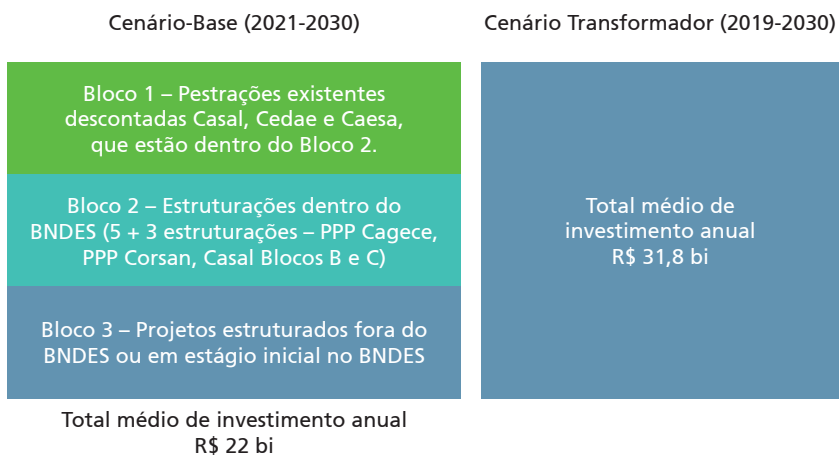 Cenário-Base (2021-2030)
Bloco 1 – Pestrações existentes
descontadas Casal, Cedae e Caesa,
que estão dentro do Bloco 2.
Bloco 2 – Estruturações dentro do
BNDES (5 + 3 estruturações – PPP Cagece,
PPP Corsan, Casal Blocos B e C)
Bloco 3 – Projetos estruturados fora do
BNDES ou em estágio inicial no BNDES
Total médio de investimento anual
R$ 22 bi
Cenário Transformador (2019-2030)
Total médio de
investimento anual
R$ 31,8 bi